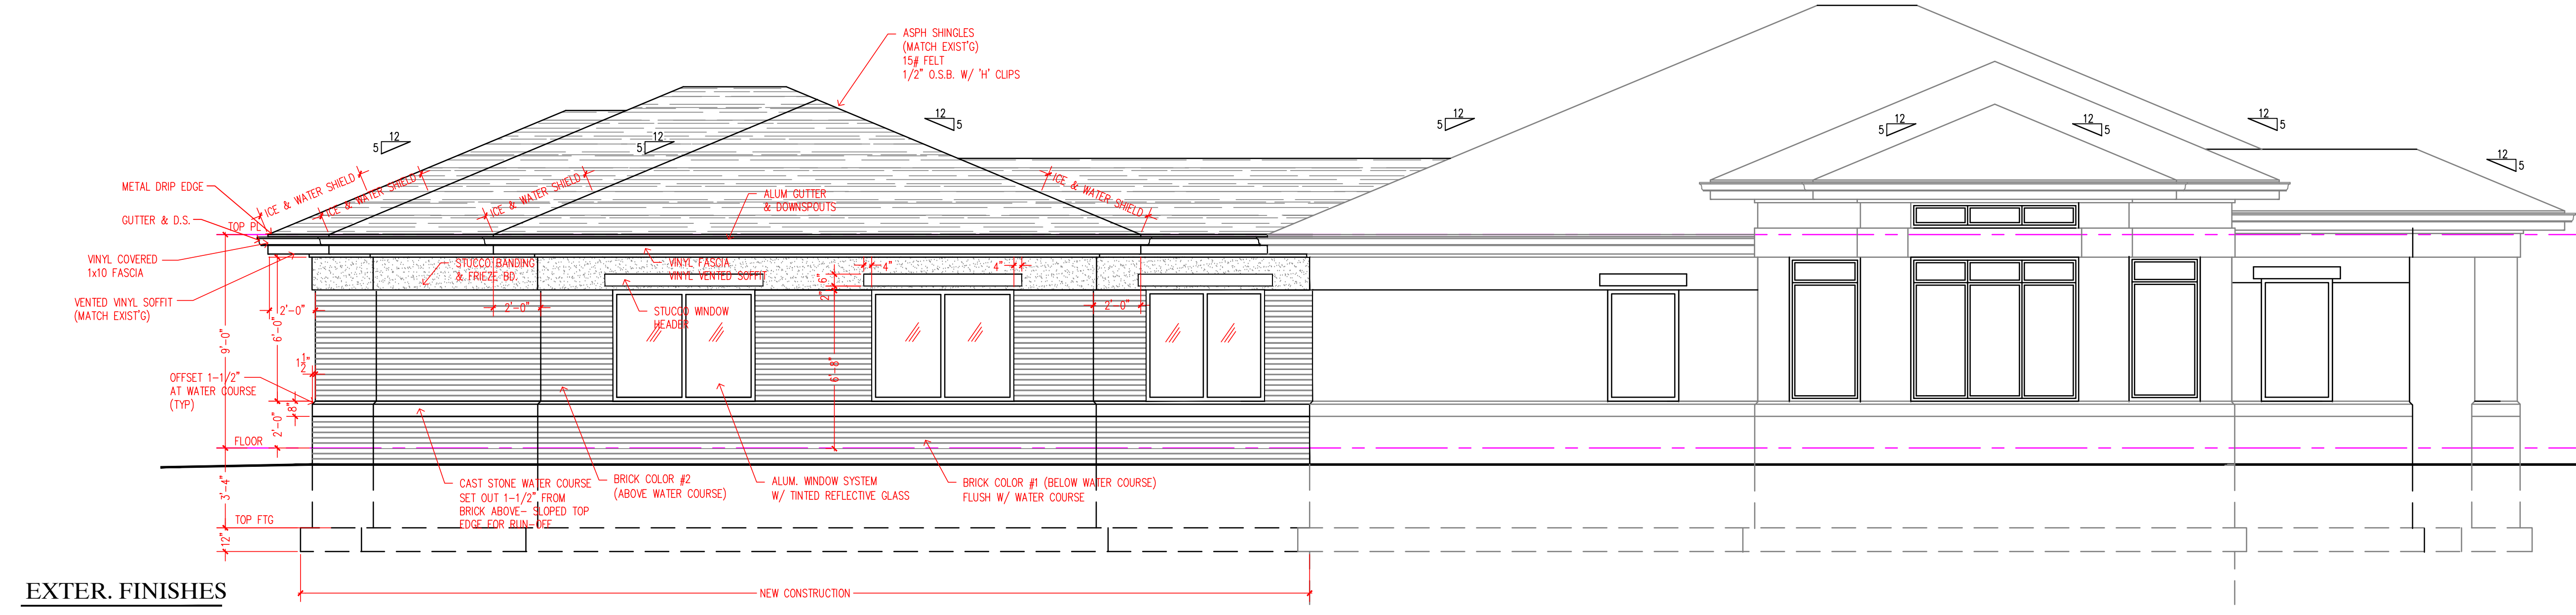 ASPH SHINGLES
(MATCH EXIST'G)
15# FELT
1/2" O.S.B. W/ 'H' CLIPS
12
5
12
5
12
5
12
5
12
5
12
5
12
5
12
5
METAL DRIP EDGE
ICE & WATER SHIELD
ICE & WATER SHIELD
ICE & WATER SHIELD
ICE & WATER SHIELD
GUTTER & D.S.
TOP PL
ALUM GUTTER
& DOWNSPOUTS
VINYL COVERED
1x10 FASCIA
STUCCO BANDING
& FRIEZE BD.
VINYL FASCIA
VINYL VENTED SOFFIT
4"
4"
6"
2"
VENTED VINYL SOFFIT
(MATCH EXIST'G)
2'-0"
2'-0"
2'-0"
STUCCO WINDOW
HEADER
9'-0"
6'-0"
1 1/2"
6'-8"
OFFSET 1-1/2"
AT WATER COURSE
(TYP)
8"
2'-0"
FLOOR
3'-4"
CAST STONE WATER COURSE
SET OUT 1-1/2" FROM
BRICK ABOVE- SLOPED TOP
EDGE FOR RUN-OFF
BRICK COLOR #2
(ABOVE WATER COURSE)
ALUM. WINDOW SYSTEM
W/ TINTED REFLECTIVE GLASS
BRICK COLOR #1 (BELOW WATER COURSE)
FLUSH W/ WATER COURSE
TOP FTG
12"
EXTER. FINISHES
NEW CONSTRUCTION